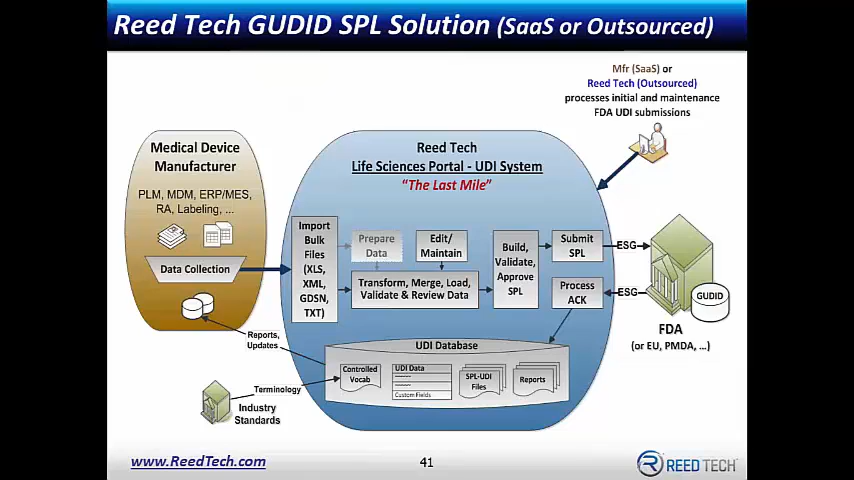 Reed Tech GUDID SPL Solution (SaaS or Outsourced)
Mfr (SaaS) or
Reed Tech (Outsourced)
processes initial and maintenance
FDA UDI submissions
Medical Device
Manufacturer
PLM, MDM, ERP/MES,
RA, Labeling, ...
Data Collection
Reed Tech
Life Sciences Portal - UDI System
“The Last Mile”
Import
Bulk
Files
(XLS,
XML,
GDSN,
TXT)
Prepare
Data
Edit/
Maintain
Transform, Merge, Load,
Validate & Review Data
Build,
Validate,
Approve
SPL
Submit
SPL
Process
ACK
ESG
ESG
GUDID
FDA
(or EU, PMDA, ...)
Reports,
Updates
UDI Database
Controlled
Vocab
UDI Data
Custom Fields
SPL-UDI
Files
Reports
Terminology
Industry
Standards
www.ReedTech.com
41
REEDTECH